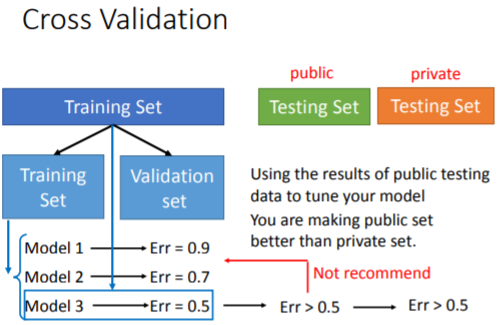 Cross Validation
public
private
Training Set
Testing Set
Testing Set
Training
Set
Validation
set
Using the results of public testing
data to tune your model
You are making public set
better than private set.
Model 1
Err = 0.9
Model 2
Err = 0.7
Not recommend
Model 3
Err = 0.5
Err > 0.5
Err > 0.5